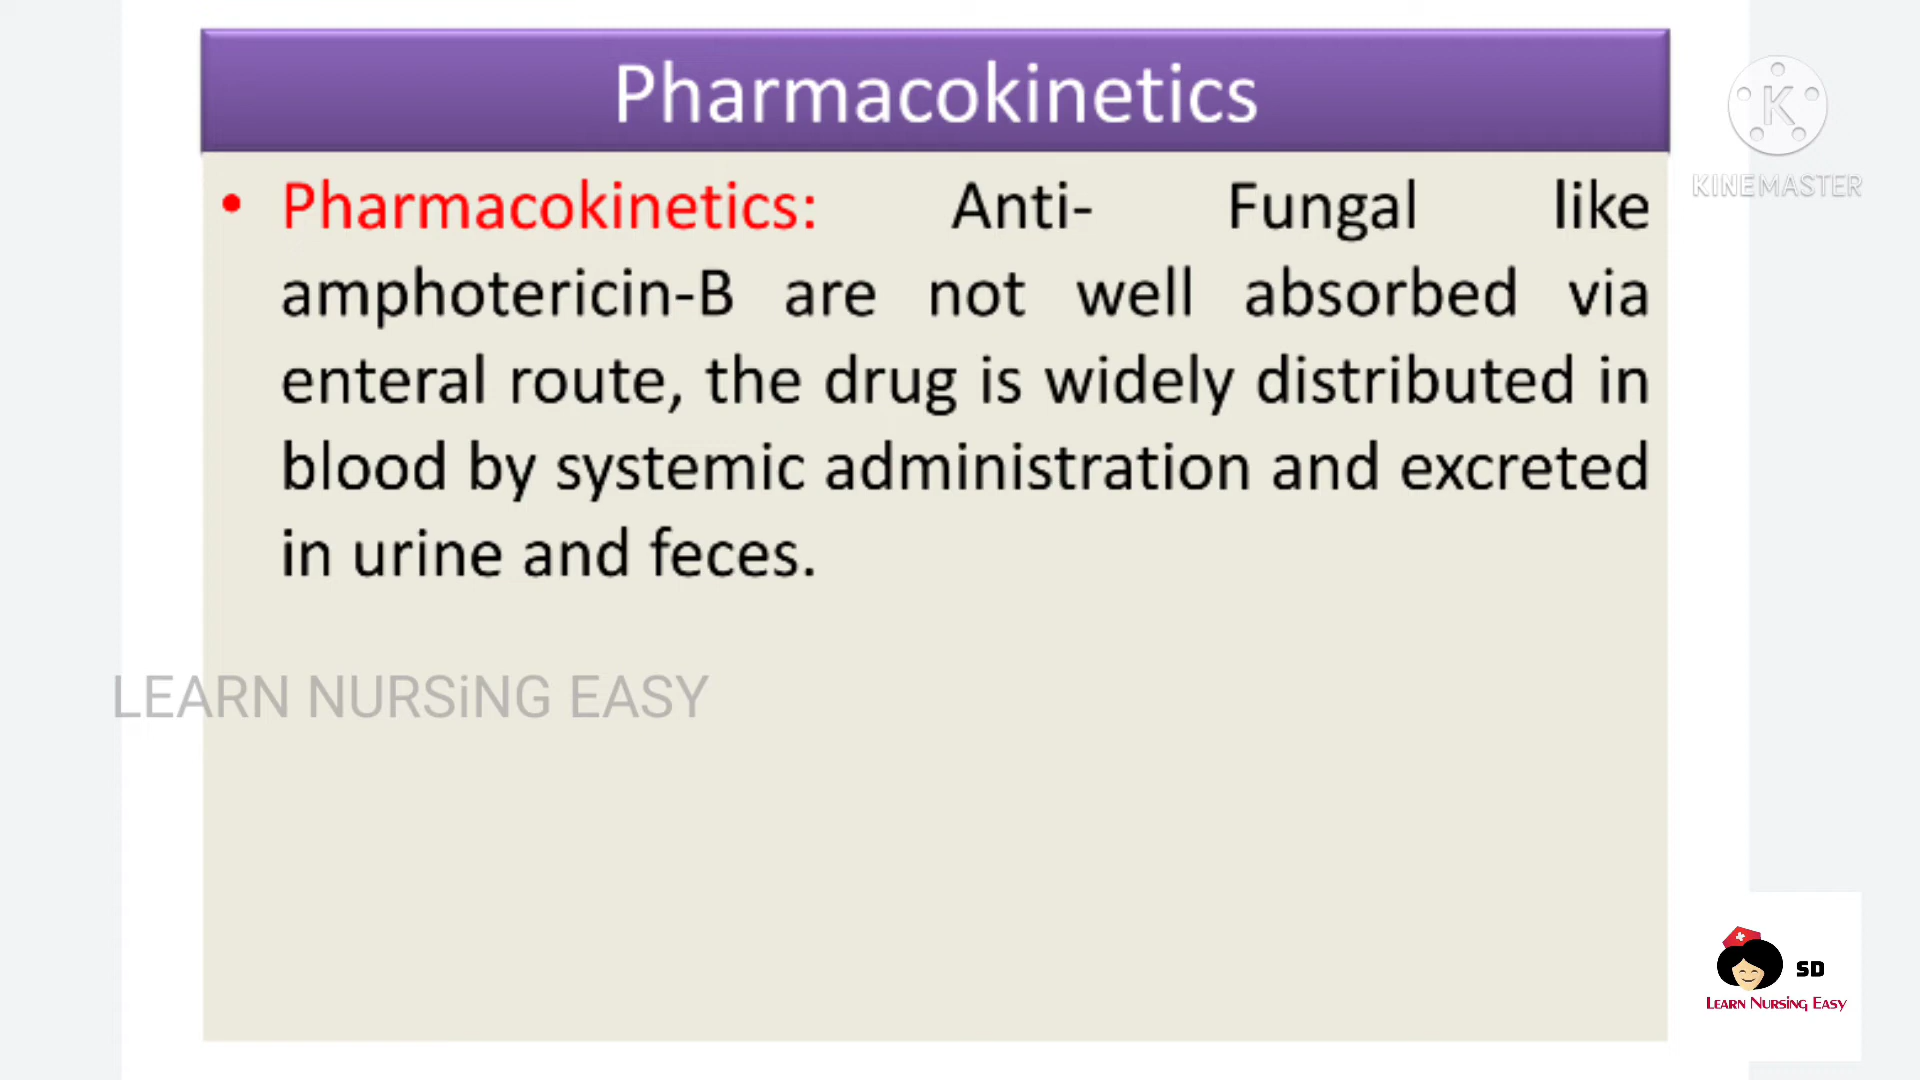 Pharmacokinetics
• Pharmacokinetics: Anti- Fungal like
amphotericin-B are not well absorbed via
enteral route, the drug is widely distributed in
blood by systemic administration and excreted
in urine and feces.
LEARN NURSiNG EASY
K
KINEMASTER
SD
LEARN NURSiNG EASY